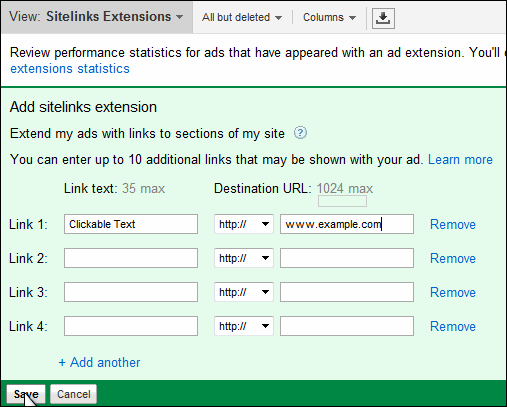 View: Sitelinks Extensions All but deleted Columns
Review performance statistics for ads that have appeared with an ad extension. You'll
extensions statistics
Add sitelinks extension
Extend my ads with links to sections of my site ?
You can enter up to 10 additional links that may be shown with your ad. Learn more
Link text: 35 max Destination URL: 1024 max
Link 1: Clickable Text http:// www.example.com Remove
Link 2: http:// Remove
Link 3: http:// Remove
Link 4: http:// Remove
+ Add another
Save Cancel